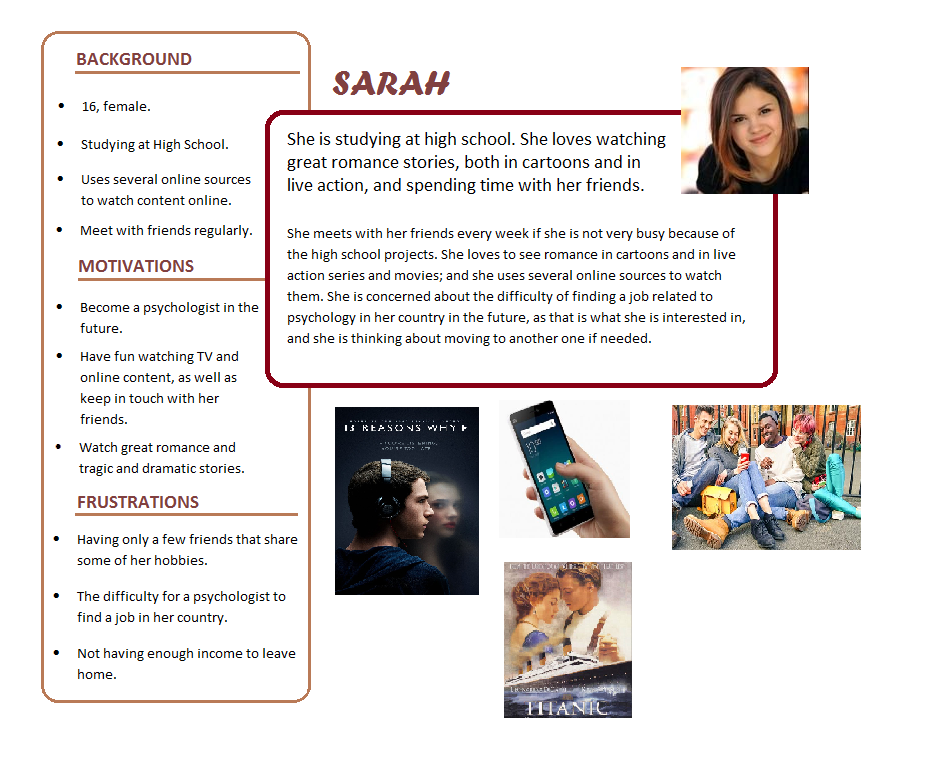 BACKGROUND
• 16, female.
• Studying at High School.
• Uses several online sources
to watch content online.
• Meet with friends regularly.
MOTIVATIONS
• Become a psychologist in the
future.
• Have fun watching TV and
online content, as well as
keep in touch with her
friends.
• Watch great romance and
tragic and dramatic stories.
FRUSTRATIONS
• Having only a few friends that share
some of her hobbies.
• The difficulty for a psychologist to
find a job in her country.
• Not having enough income to leave
home.
SARAH
She is studying at high school. She loves watching
great romance stories, both in cartoons and in
live action, and spending time with her friends.
She meets with her friends every week if she is not very busy because of
the high school projects. She loves to see romance in cartoons and in live
action series and movies; and she uses several online sources to watch
them. She is concerned about the difficulty of finding a job related to
psychology in her country in the future, as that is what she is interested in,
and she is thinking about moving to another one if needed.
13 REASONS WHY
TITANIC